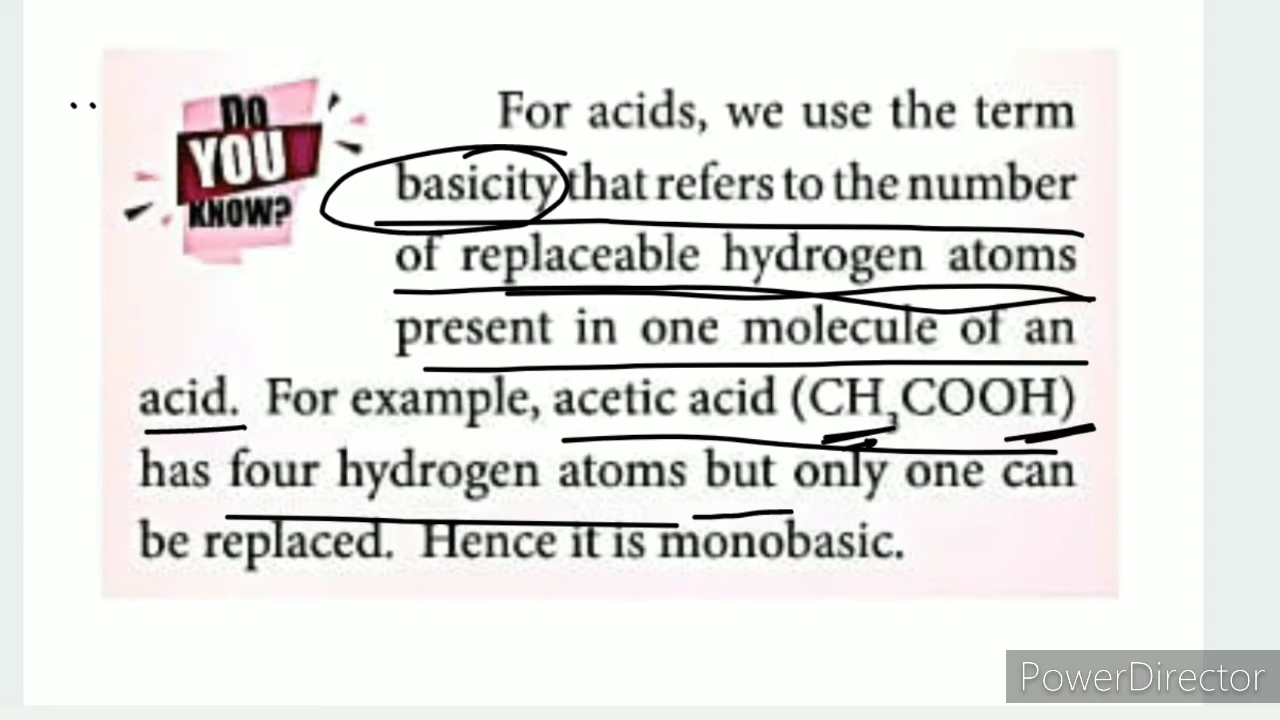 DO
YOU
KNOW?
For acids, we use the term
basicity that refers to the number
of replaceable hydrogen atoms
present in one molecule of an
acid. For example, acetic acid (CH₃COOH)
has four hydrogen atoms but only one can
be replaced. Hence it is monobasic.
PowerDirector